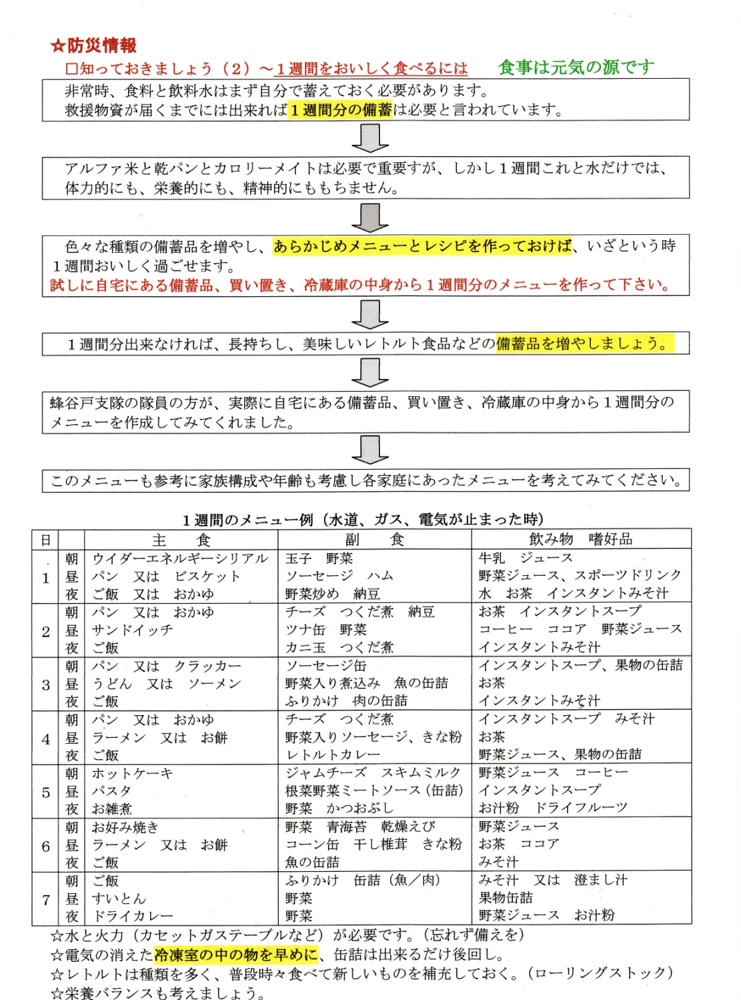 ☆防災情報
□知っておきましょう（２）～１週間をおいしく食べるには　食事は元気の源です
非常時、食料と飲料水はまず自分で蓄えておく必要があります。
救援物資が届くまでには出来れば１週間分の備蓄は必要と言われています。
アルファ米と乾パンとカロリーメイトは必要で重要すが、しかし１週間これと水だけでは、
体力的にも、栄養的にも、精神的にももちません。
色々な種類の備蓄品を増やし、あらかじめメニューとレシピを作っておけば、いざという時
１週間おいしく過ごせます。
試しに自宅にある備蓄品、買い置き、冷蔵庫の中身から１週間分のメニューを作って下さい。
１週間分出来なければ、長持ちし、美味しいレトルト食品などの備蓄品を増やしましょう。
蜂谷戸支隊の隊員の方が、実際に自宅にある備蓄品、買い置き、冷蔵庫の中身から１週間分の
メニューを作成してみてくれました。
このメニューも参考に家族構成や年齢も考慮し各家庭にあったメニューを考えてみてください。
１週間のメニュー例（水道、ガス、電気が止まった時）
日　主　食　副　食　飲み物　嗜好品
朝　ウイダーエネルギーシリアル　玉子　野菜　牛乳　ジュース
1　昼　パン　又は　ビスケット　ソーセージ　ハム　野菜ジュース、スポーツドリンク
夜　ご飯　又は　おかゆ　野菜炒め　納豆　水　お茶　インスタントみそ汁
朝　パン　又は　おかゆ　チーズ　つくだ煮　納豆　お茶　インスタントスープ
2　昼　サンドイッチ　ツナ缶　野菜　コーヒー　ココア　野菜ジュース
夜　ご飯　カニ玉　つくだ煮　インスタントみそ汁
朝　パン　又は　クラッカー　ソーセージ缶　インスタントスープ、果物の缶詰
3　昼　うどん　又は　ソーメン　野菜入り煮込み　魚の缶詰　お茶
夜　ご飯　ふりかけ　肉の缶詰　インスタントみそ汁
朝　パン　又は　おかゆ　チーズ　つくだ煮　インスタントスープ　みそ汁
4　昼　ラーメン　又は　お餅　野菜入りソーセージ、きな粉　お茶
夜　ご飯　レトルトカレー　野菜ジュース、果物の缶詰
朝　ホットケーキ　ジャムチーズ　スキムミルク　野菜ジュース　コーヒー
5　昼　パスタ　根菜野菜ミートソース（缶詰）　インスタントスープ
夜　お雑煮　野菜　かつおぶし　お汁粉　ドライフルーツ
朝　お好み焼き　野菜　青海苔　乾燥えび　野菜ジュース
6　昼　ラーメン　又は　お餅　コーン缶　干し椎茸　きな粉　お茶　ココア
夜　ご飯　魚の缶詰　みそ汁
朝　ご飯　ふりかけ　缶詰（魚／肉）　みそ汁　又は　澄まし汁
7　昼　すいとん　野菜　果物缶詰
夜　ドライカレー　野菜　野菜ジュース　お汁粉
☆水と火力（カセットガステーブルなど）が必要です。（忘れず備えを）
☆電気の消えた冷凍室の中の物を早めに、缶詰は出来るだけ後回し。
☆レトルトは種類を多く、普段時々食べて新しいものを補充しておく。（ローリングストック）
☆栄養バランスも考えましょう。